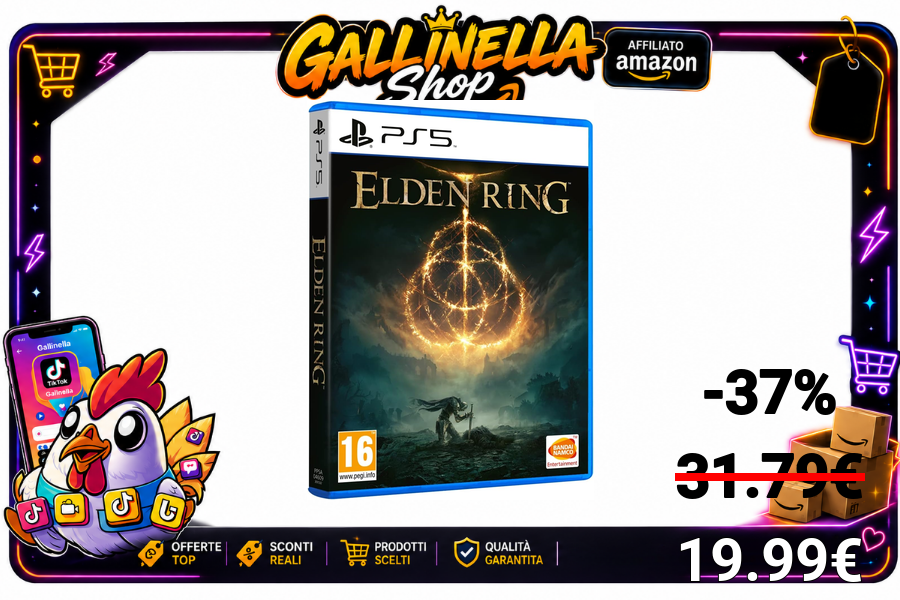 GALLINELLA
Shop
AFFILIATO
amazon
PS5
PS5
ELDEN RING
ELDEN RING
16
www.pegi.info
BANDAI
NAMCO
Entertainment
Gallinella
TikTok
Gallinella
-37%
31.79€
19.99€
OFFERTE
TOP
SCONTI
REALI
PRODOTTI
SCELTI
QUALITÀ
GARANTITA